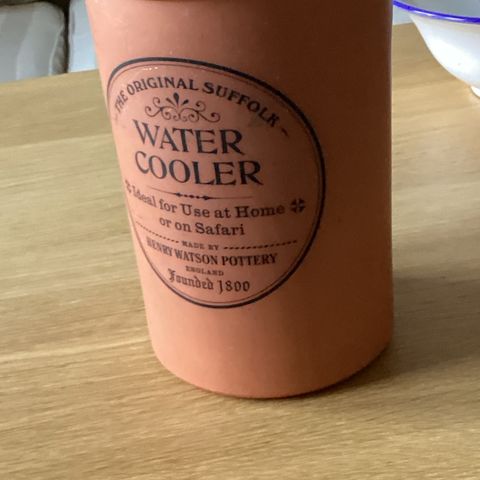 THE ORIGINAL SUFFOLK
WATER
COOLER
Ideal for Use at Home
or on Safari
MADE BY
HENRY WATSON POTTERY
ENGLAND
Founded 1800